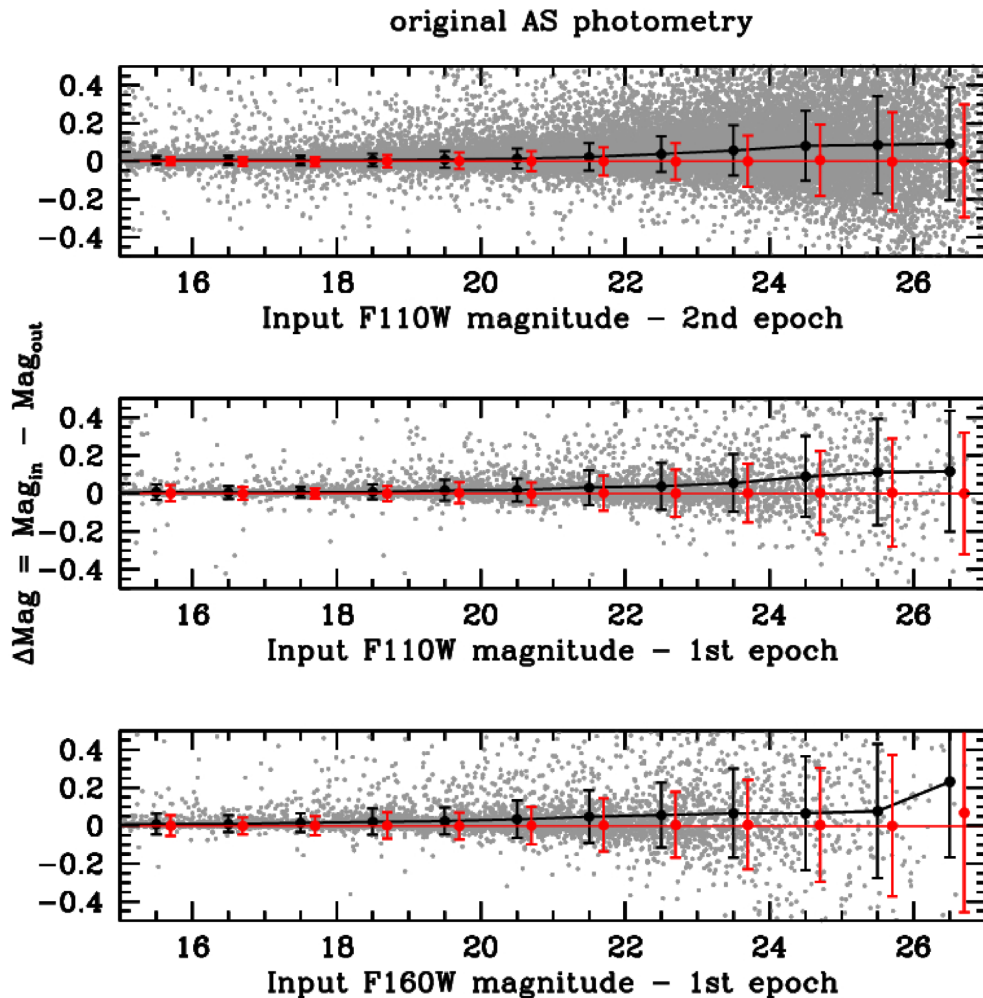 original AS photometry
ΔMag = Mag_in − Mag_out
0.4
0.2
0
−0.2
−0.4
16 18 20 22 24 26
Input F110W magnitude − 2nd epoch
0.4
0.2
0
−0.2
−0.4
16 18 20 22 24 26
Input F110W magnitude − 1st epoch
0.4
0.2
0
−0.2
−0.4
16 18 20 22 24 26
Input F160W magnitude − 1st epoch